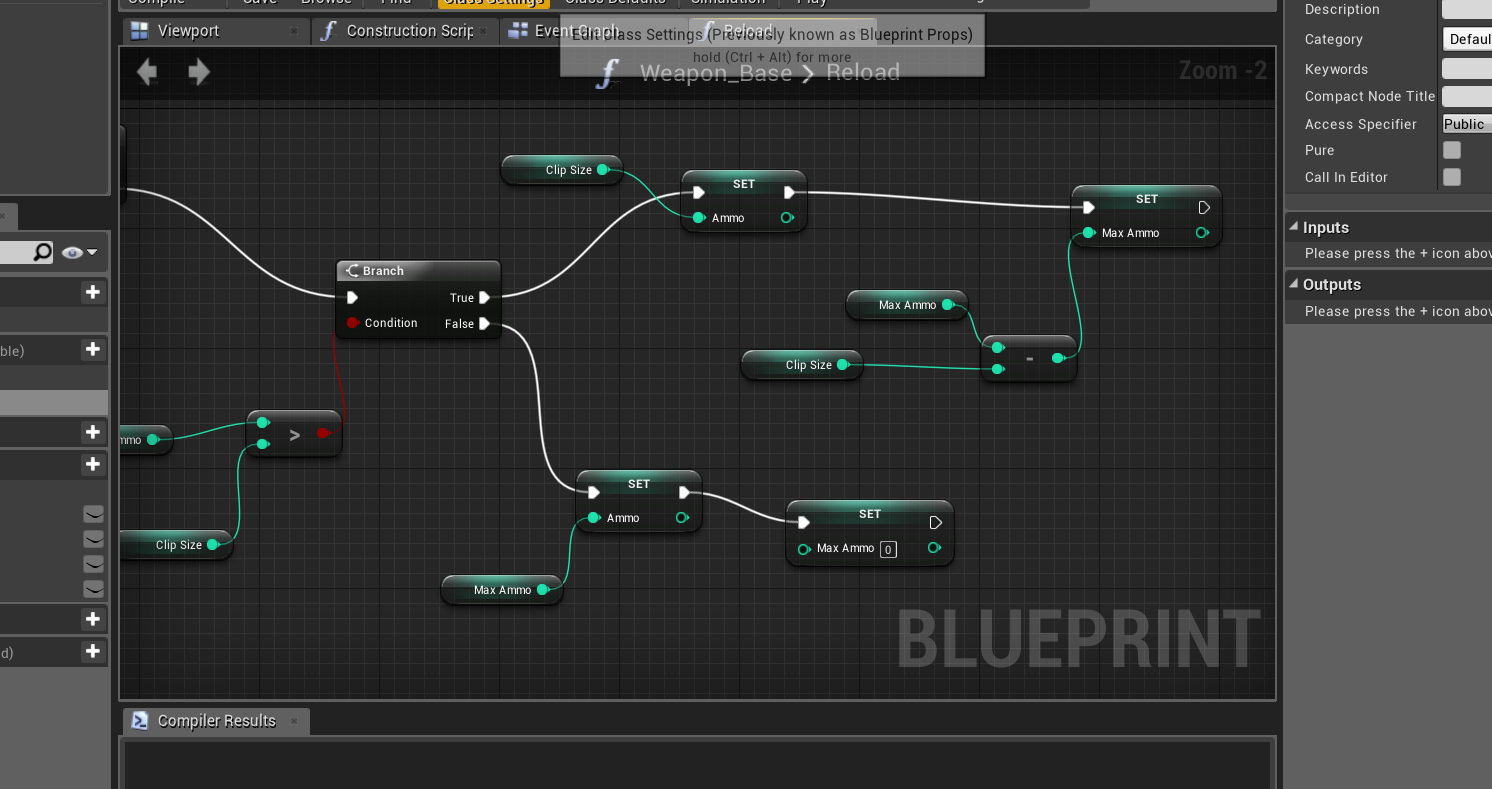 Compile Save Browse Find Class Settings Class Defaults Simulation Play
Viewport Construction Scrip Event Graph Reload
Edit Class Settings (Previously known as Blueprint Props)
hold (Ctrl + Alt) for more
Weapon_Base > Reload
Zoom -2
Description
Category Defaul
Keywords
Compact Node Title
Access Specifier Public
Pure
Call In Editor
Inputs
Please press the + icon abov
Outputs
Please press the + icon abov
ble)
d)
Clip Size
SET
Ammo
SET
Max Ammo
Branch
True
Condition
False
Max Ammo
Clip Size
-
mmo
>
Clip Size
SET
Ammo
Max Ammo
SET
Max Ammo 0
BLUEPRINT
Compiler Results